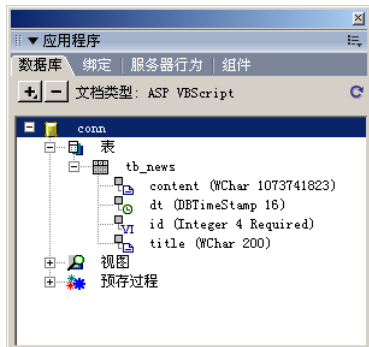 应用程序
数据库 绑定 服务器行为 组件
文档类型: ASP VBScript
conn
表
tb_news
content (WChar 1073741823)
dt (DBTimeStamp 16)
id (Integer 4 Required)
title (WChar 200)
视图
预存过程